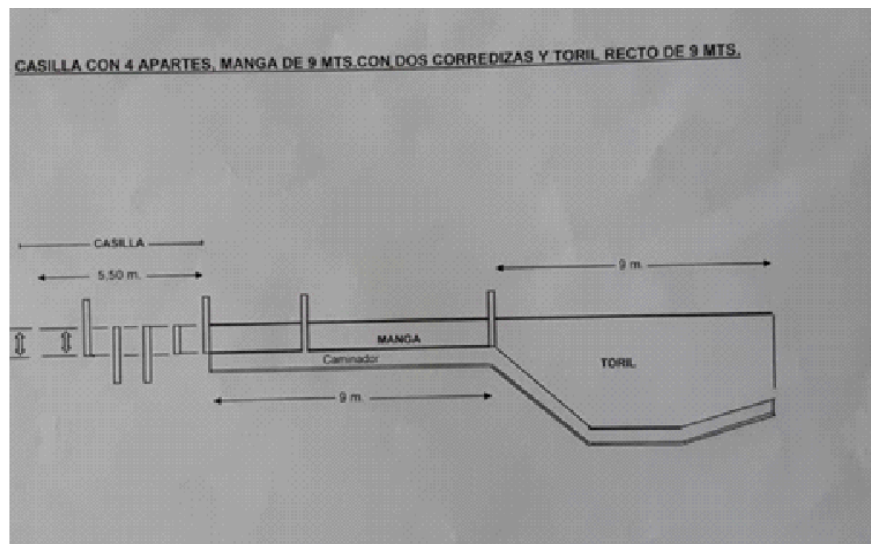 CASILLA CON 4 APARTES, MANGA DE 9 MTS.CON DOS CORREDIZAS Y TORIL RECTO DE 9 MTS.
CASILLA
5,50 m.
9 m.
MANGA
Caminador
TORIL
9 m.